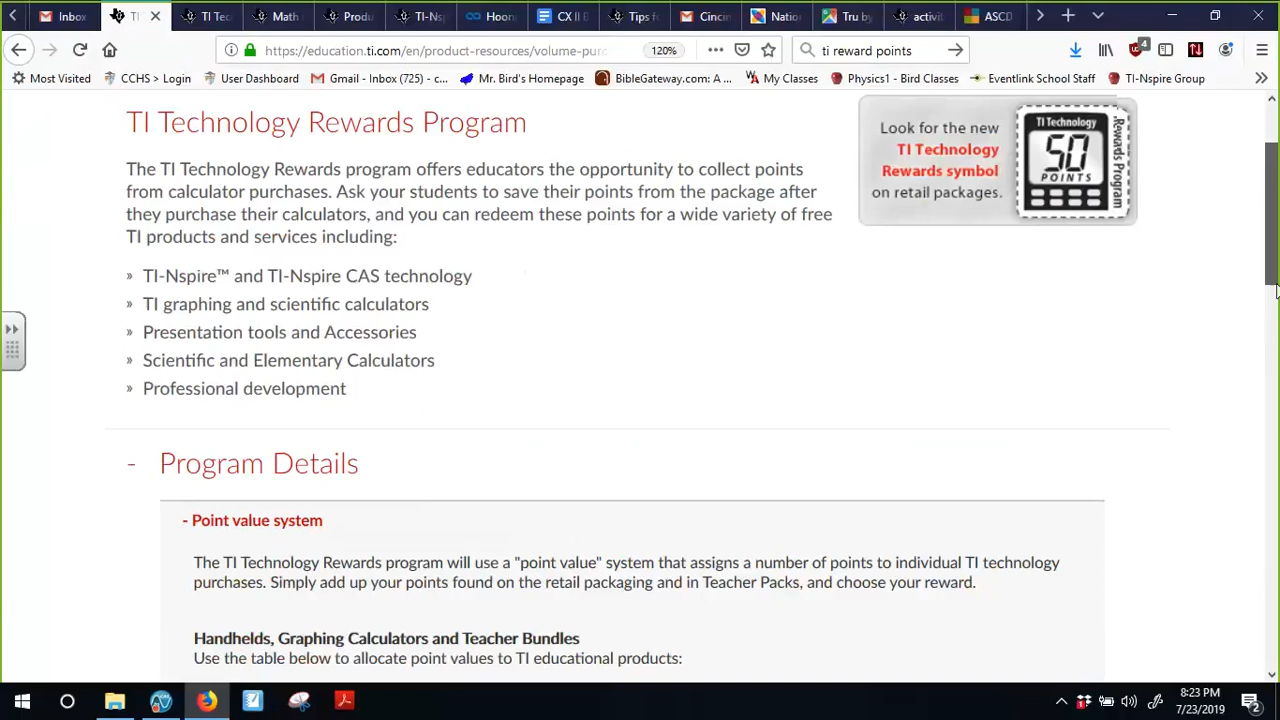 Inbox
TI
TI Tec
Math
Produ
TI-Ns
Hoon
CX II E
Tips fo
Cincin
Nation
Tru by
activit
ASCD
https://education.ti.com/en/product-resources/volume-purc
120%
ti reward points
4
Most Visited
CCHS > Login
User Dashboard
Gmail - Inbox (725) - c...
Mr. Bird's Homepage
BibleGateway.com: A ...
My Classes
Physics1 - Bird Classes
Eventlink School Staff
TI-Nspire Group
TI Technology Rewards Program
The TI Technology Rewards program offers educators the opportunity to collect points
from calculator purchases. Ask your students to save their points from the package after
they purchase their calculators, and you can redeem these points for a wide variety of free
TI products and services including:
» TI-Nspire™ and TI-Nspire CAS technology
» TI graphing and scientific calculators
» Presentation tools and Accessories
» Scientific and Elementary Calculators
» Professional development
Look for the new
TI Technology
Rewards symbol
on retail packages.
TI Technology
50
POINTS
Rewards Program
- Program Details
- Point value system
The TI Technology Rewards program will use a "point value" system that assigns a number of points to individual TI technology
purchases. Simply add up your points found on the retail packaging and in Teacher Packs, and choose your reward.
Handhelds, Graphing Calculators and Teacher Bundles
Use the table below to allocate point values to TI educational products:
8:23 PM
7/23/2019
2